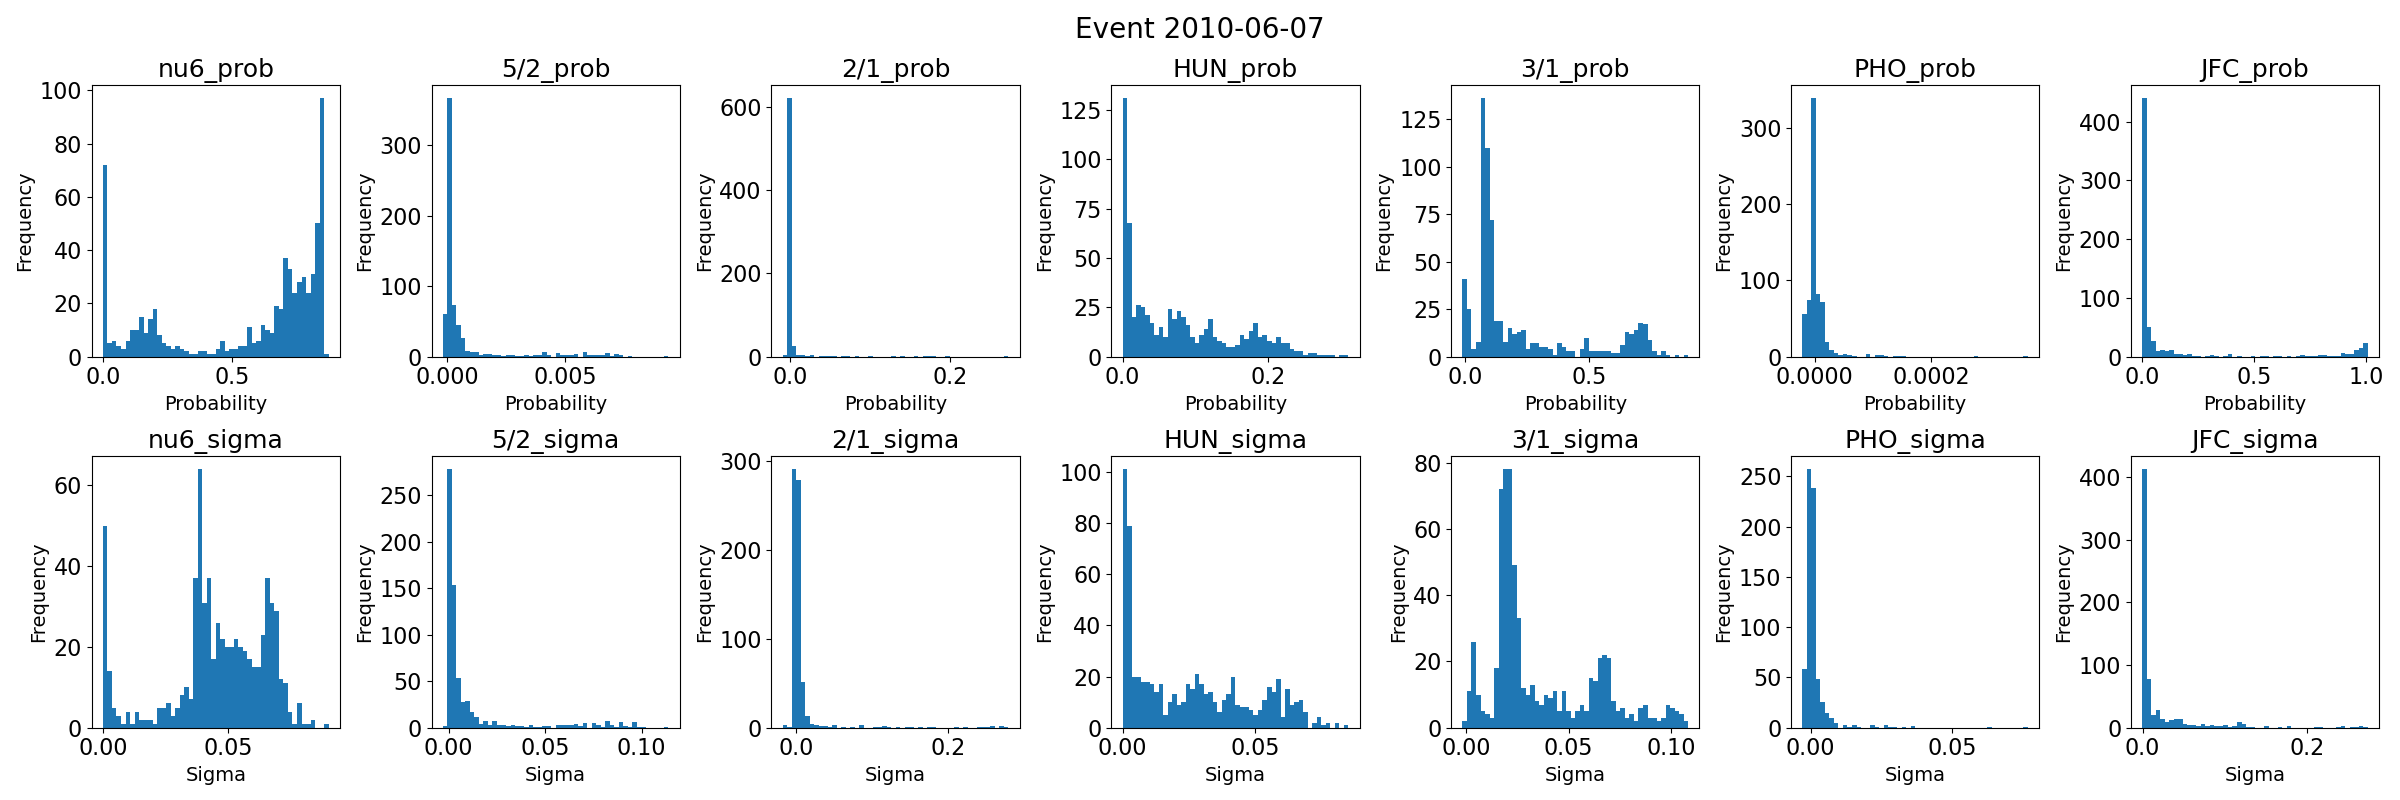 Event 2010-06-07
nu6_prob 5/2_prob 2/1_prob HUN_prob 3/1_prob PHO_prob JFC_prob
Frequency 100 80 60 40 20 0
0.0 0.5
Probability
Frequency 300 200 100 0
0.000 0.005
Probability
Frequency 600 400 200 0
0.0 0.2
Probability
Frequency 125 100 75 50 25 0
0.0 0.2
Probability
Frequency 125 100 75 50 25 0
0.0 0.5
Probability
Frequency 300 200 100 0
0.0000 0.0002
Probability
Frequency 400 300 200 100 0
0.0 0.5 1.0
Probability
nu6_sigma 5/2_sigma 2/1_sigma HUN_sigma 3/1_sigma PHO_sigma JFC_sigma
Frequency 60 40 20 0
0.00 0.05
Sigma
Frequency 250 200 150 100 50 0
0.00 0.05 0.10
Sigma
Frequency 300 200 100 0
0.0 0.2
Sigma
Frequency 100 80 60 40 20 0
0.00 0.05
Sigma
Frequency 80 60 40 20 0
0.00 0.05 0.10
Sigma
Frequency 250 200 150 100 50 0
0.00 0.05
Sigma
Frequency 400 300 200 100 0
0.0 0.2
Sigma